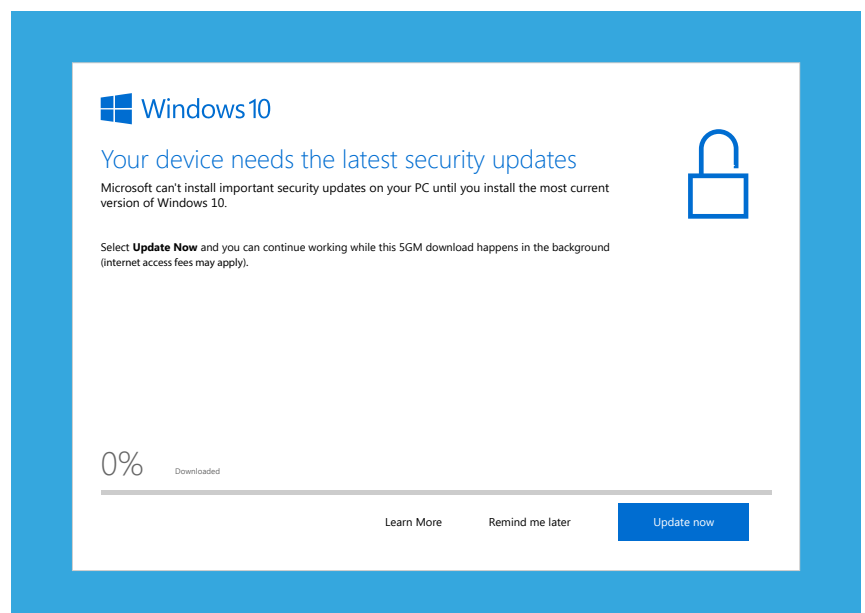 Windows 10
Your device needs the latest security updates
Microsoft can't install important security updates on your PC until you install the most current
version of Windows 10.
Select Update Now and you can continue working while this 5GM download happens in the background
(internet access fees may apply).
0% Downloaded
Learn More Remind me later Update now